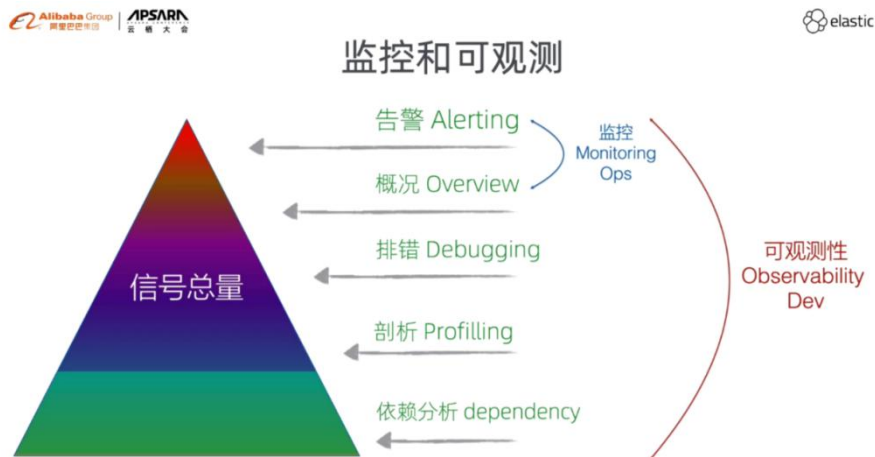 Alibaba Group
阿里巴巴集团
APSARA
云栖大会
elastic
监控和可观测
告警 Alerting
监控
Monitoring
Ops
概况 Overview
排错 Debugging
信号总量
可观测性
Observability
Dev
剖析 Profilling
依赖分析 dependency